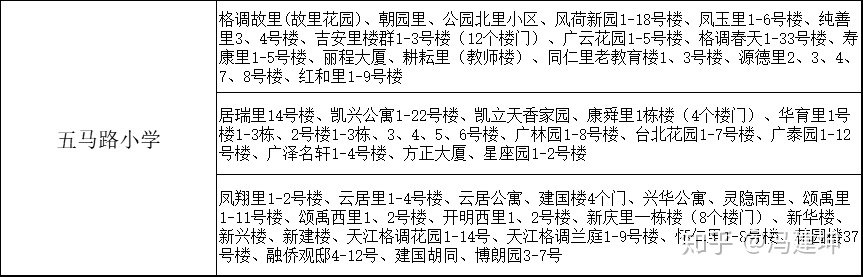 五马路小学
格调故里(故里花园)、朝园里、公园北里小区、风荷新园1-18号楼、凤玉里1-6号楼、纯善
里3、4号楼、吉安里楼群1-3号楼（12个楼门）、广云花园1-5号楼、格调春天1-33号楼、寿
康里1-5号楼、丽程大厦、耕耘里（教师楼）、同仁里老教育楼1、3号楼、源德里2、3、4、
7、8号楼、红和里1-9号楼
居瑞里14号楼、凯兴公寓1-22号楼、凯立天香家园、康舜里1栋楼（4个楼门）、华育里1号
楼1-3栋、2号楼1-3栋、3、4、5、6号楼、广林园1-8号楼、台北花园1-7号楼、广泰园1-12
号楼、广泽名轩1-4号楼、方正大厦、星座园1-2号楼
凤翔里1-2号楼、云居里1-4号楼、云居公寓、建国楼4个门、兴华公寓、灵隐南里、颂禹里
1-11号楼、颂禹西里1、2号楼、开明西里1、2号楼、新庆里一栋楼（8个楼门）、新华楼、
新兴楼、新建楼、天江格调花园1-14号、天江格调兰庭1-9号楼、怀仁里1-8号楼、花园楼37
号楼、融侨观邸4-12号、建国胡同、博朗园3-7号
知乎 @冯建坤